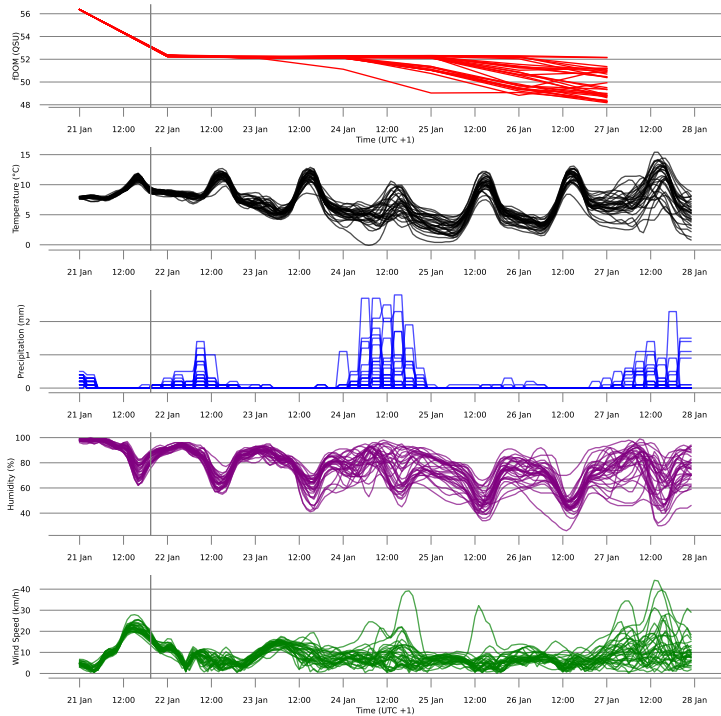 fDOM (QSU)
56
54
52
50
48
21 Jan 12:00 22 Jan 12:00 23 Jan 12:00 24 Jan 12:00 25 Jan 12:00 26 Jan 12:00 27 Jan 12:00 28 Jan
Time (UTC +1)
Temperature (°C)
15
10
5
0
21 Jan 12:00 22 Jan 12:00 23 Jan 12:00 24 Jan 12:00 25 Jan 12:00 26 Jan 12:00 27 Jan 12:00 28 Jan
Precipitation (mm)
2
1
0
21 Jan 12:00 22 Jan 12:00 23 Jan 12:00 24 Jan 12:00 25 Jan 12:00 26 Jan 12:00 27 Jan 12:00 28 Jan
Humidity (%)
100
80
60
40
21 Jan 12:00 22 Jan 12:00 23 Jan 12:00 24 Jan 12:00 25 Jan 12:00 26 Jan 12:00 27 Jan 12:00 28 Jan
Wind Speed (km/h)
40
30
20
10
0
21 Jan 12:00 22 Jan 12:00 23 Jan 12:00 24 Jan 12:00 25 Jan 12:00 26 Jan 12:00 27 Jan 12:00 28 Jan
Time (UTC +1)